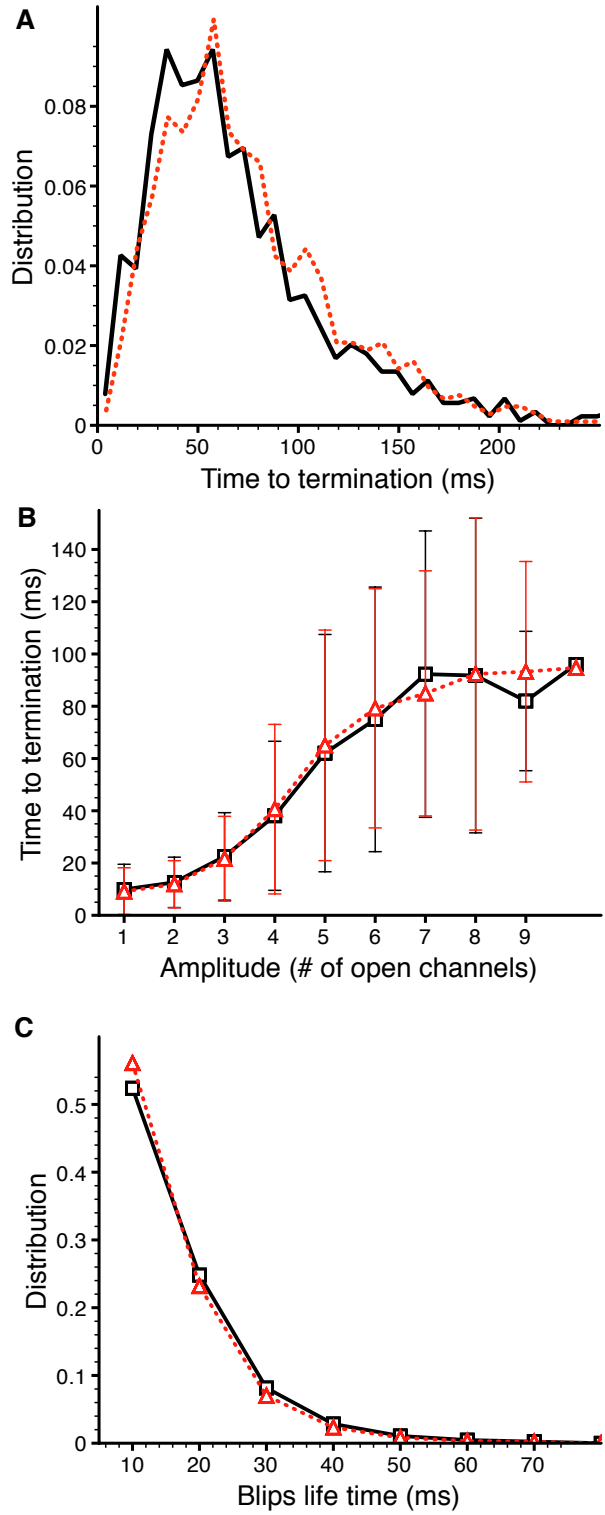 A
Distribution
0.08
0.06
0.04
0.02
0
0 50 100 150 200
Time to termination (ms)
B
Time to termination (ms)
140
120
100
80
60
40
20
0
1 2 3 4 5 6 7 8 9
Amplitude (# of open channels)
C
Distribution
0.5
0.4
0.3
0.2
0.1
0
10 20 30 40 50 60 70
Blips life time (ms)